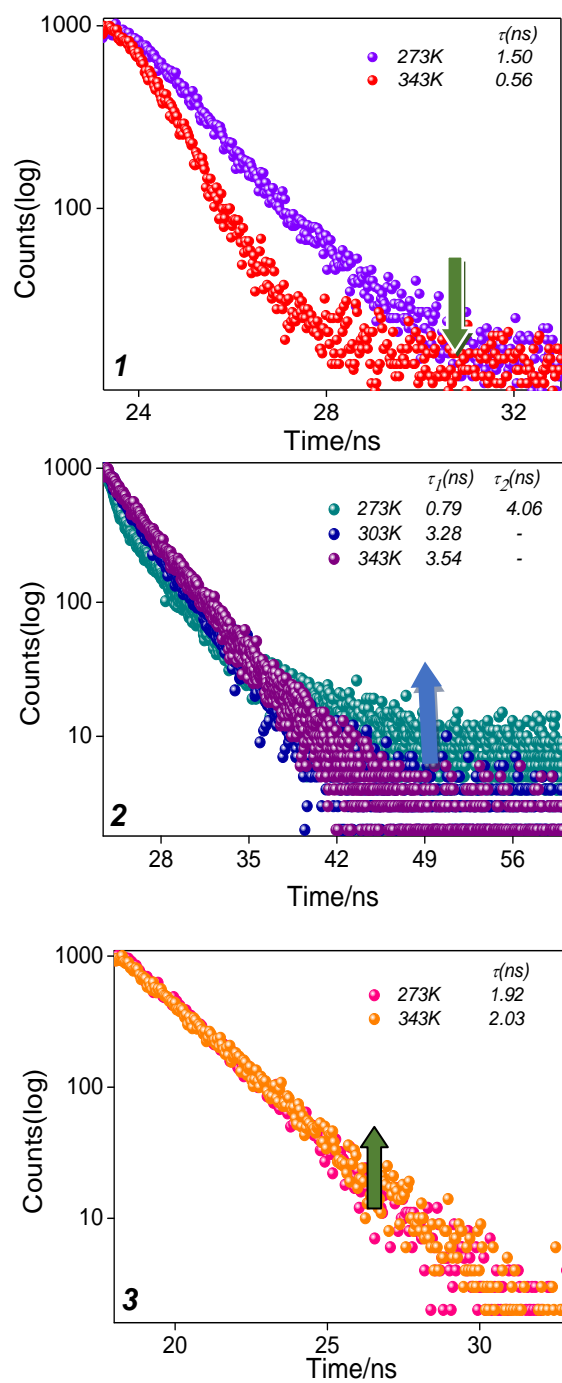 τ(ns)
273K 1.50
343K 0.56
1000
100
Counts(log)
1
24 28 32
Time/ns
τ1(ns) τ2(ns)
273K 0.79 4.06
303K 3.28 -
343K 3.54 -
1000
100
10
Counts(log)
2
28 35 42 49 56
Time/ns
τ(ns)
273K 1.92
343K 2.03
1000
100
10
Counts(log)
3
20 25 30
Time/ns